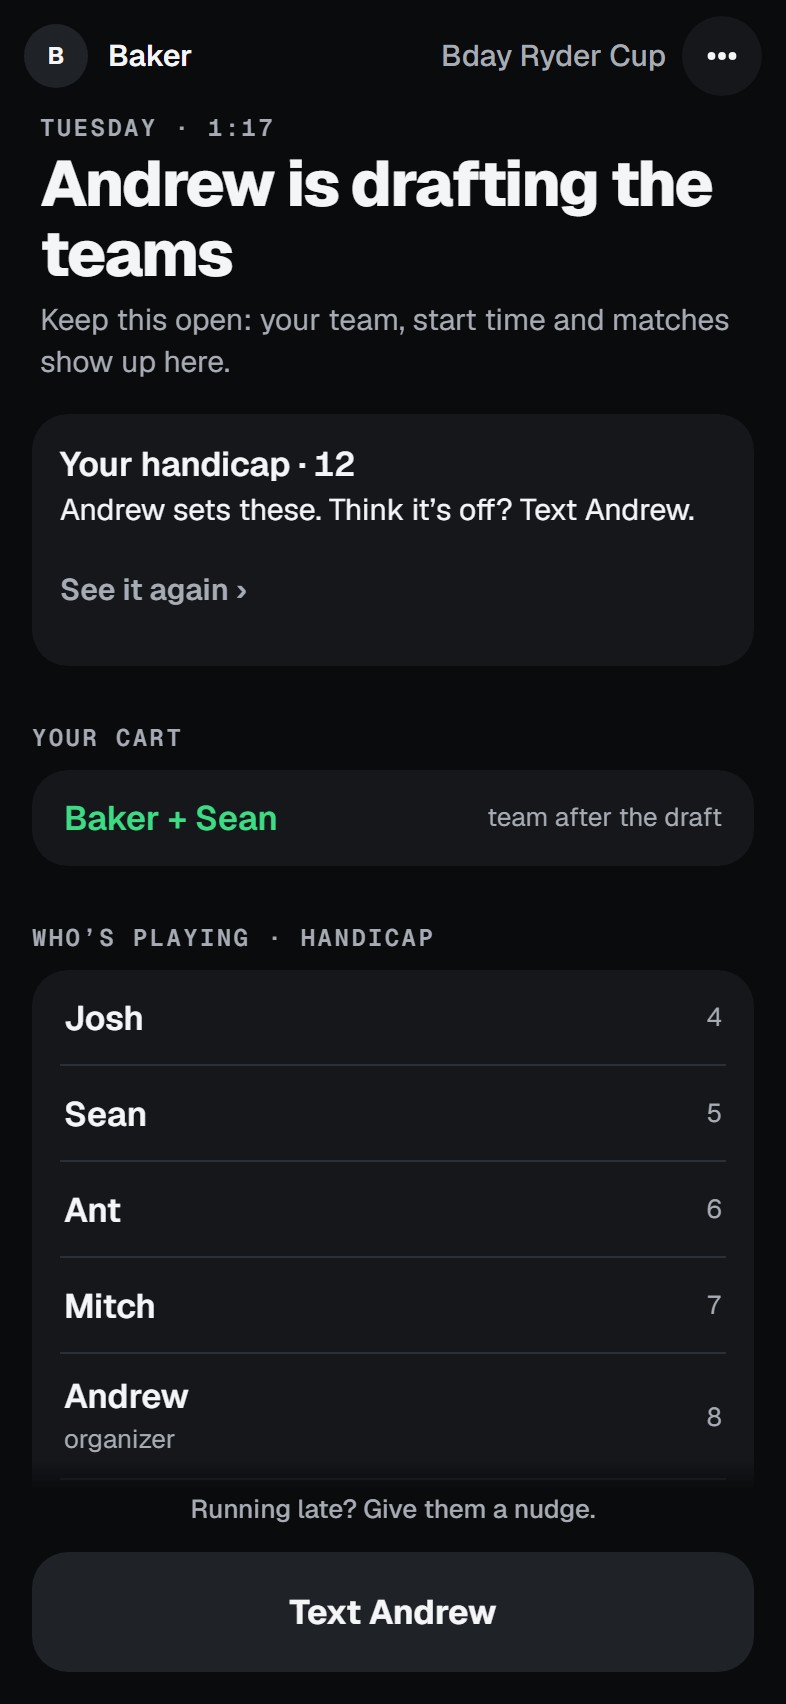 B Baker Bday Ryder Cup
TUESDAY · 1:17
Andrew is drafting the
teams
Keep this open: your team, start time and matches
show up here.
Your handicap · 12
Andrew sets these. Think it’s off? Text Andrew.
See it again ›
YOUR CART
Baker + Sean team after the draft
WHO’S PLAYING · HANDICAP
Josh 4
Sean 5
Ant 6
Mitch 7
Andrew 8
organizer
Running late? Give them a nudge.
Text Andrew